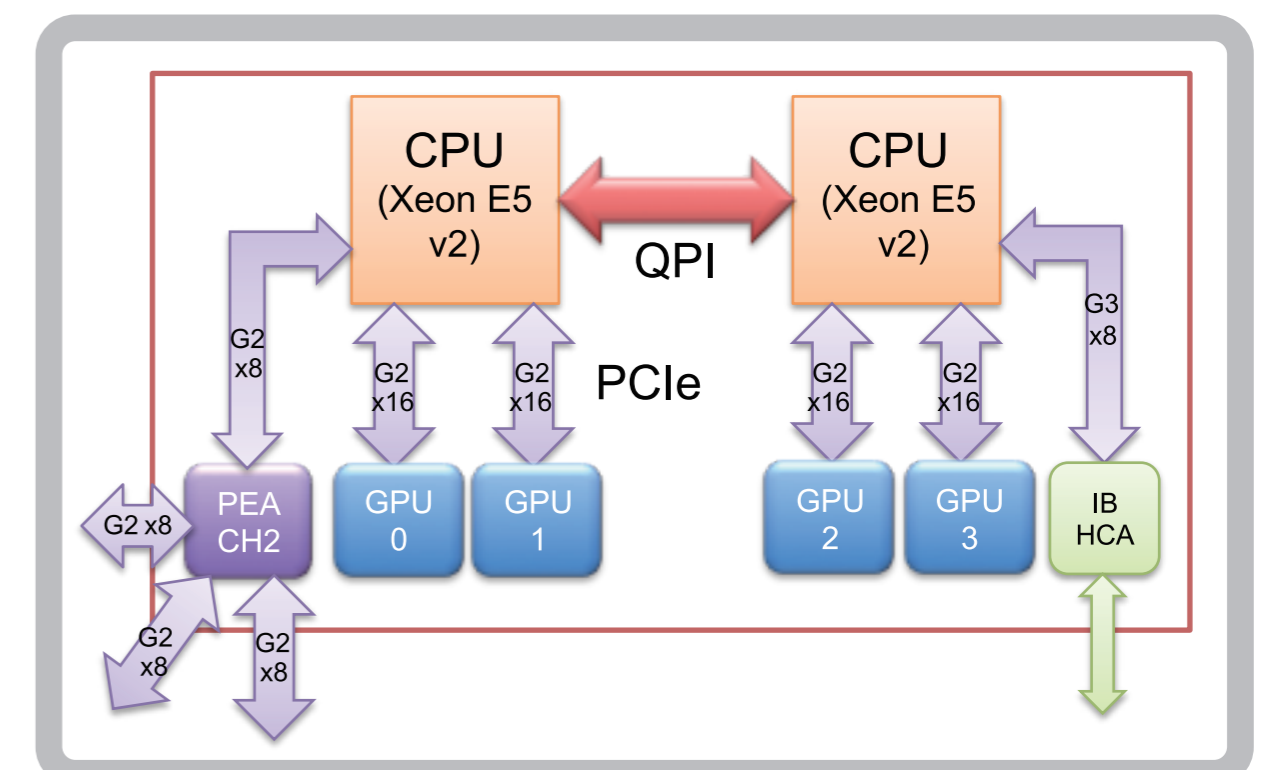 CPU
(Xeon E5
v2)
CPU
(Xeon E5
v2)
QPI
G2
x8
G2
x16
G2
x16
PCIe
G2
x16
G2
x16
G3
x8
PEA
CH2
GPU
0
GPU
1
GPU
2
GPU
3
IB
HCA
G2 x8
G2
x8
G2
x8